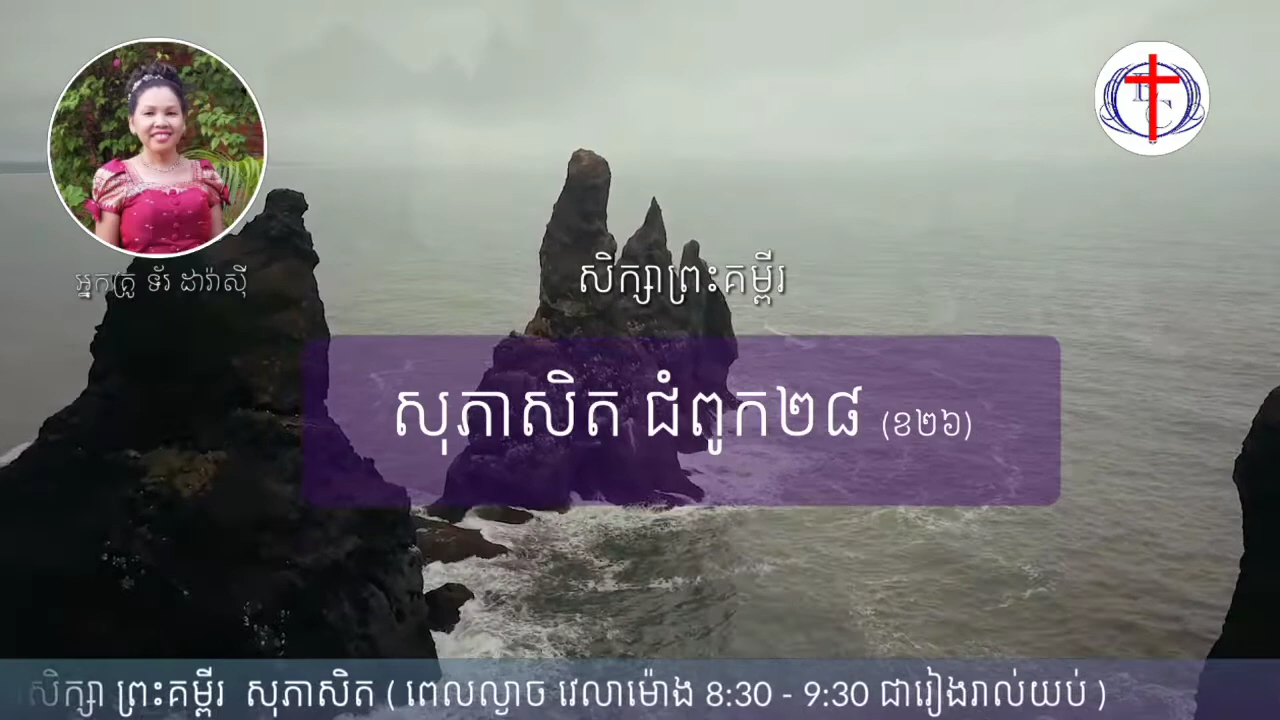 អ្នកគ្រូ ទ័រ ដារ៉ាស៊ី
សិក្សាព្រះគម្ពីរ
សុភាសិត ជំពូក២៨ (ខ២៦)
សិក្សា ព្រះគម្ពីរ សុភាសិត ( ពេលល្ងាច វេលាម៉ោង 8:30 - 9:30 ជារៀងរាល់យប់ )